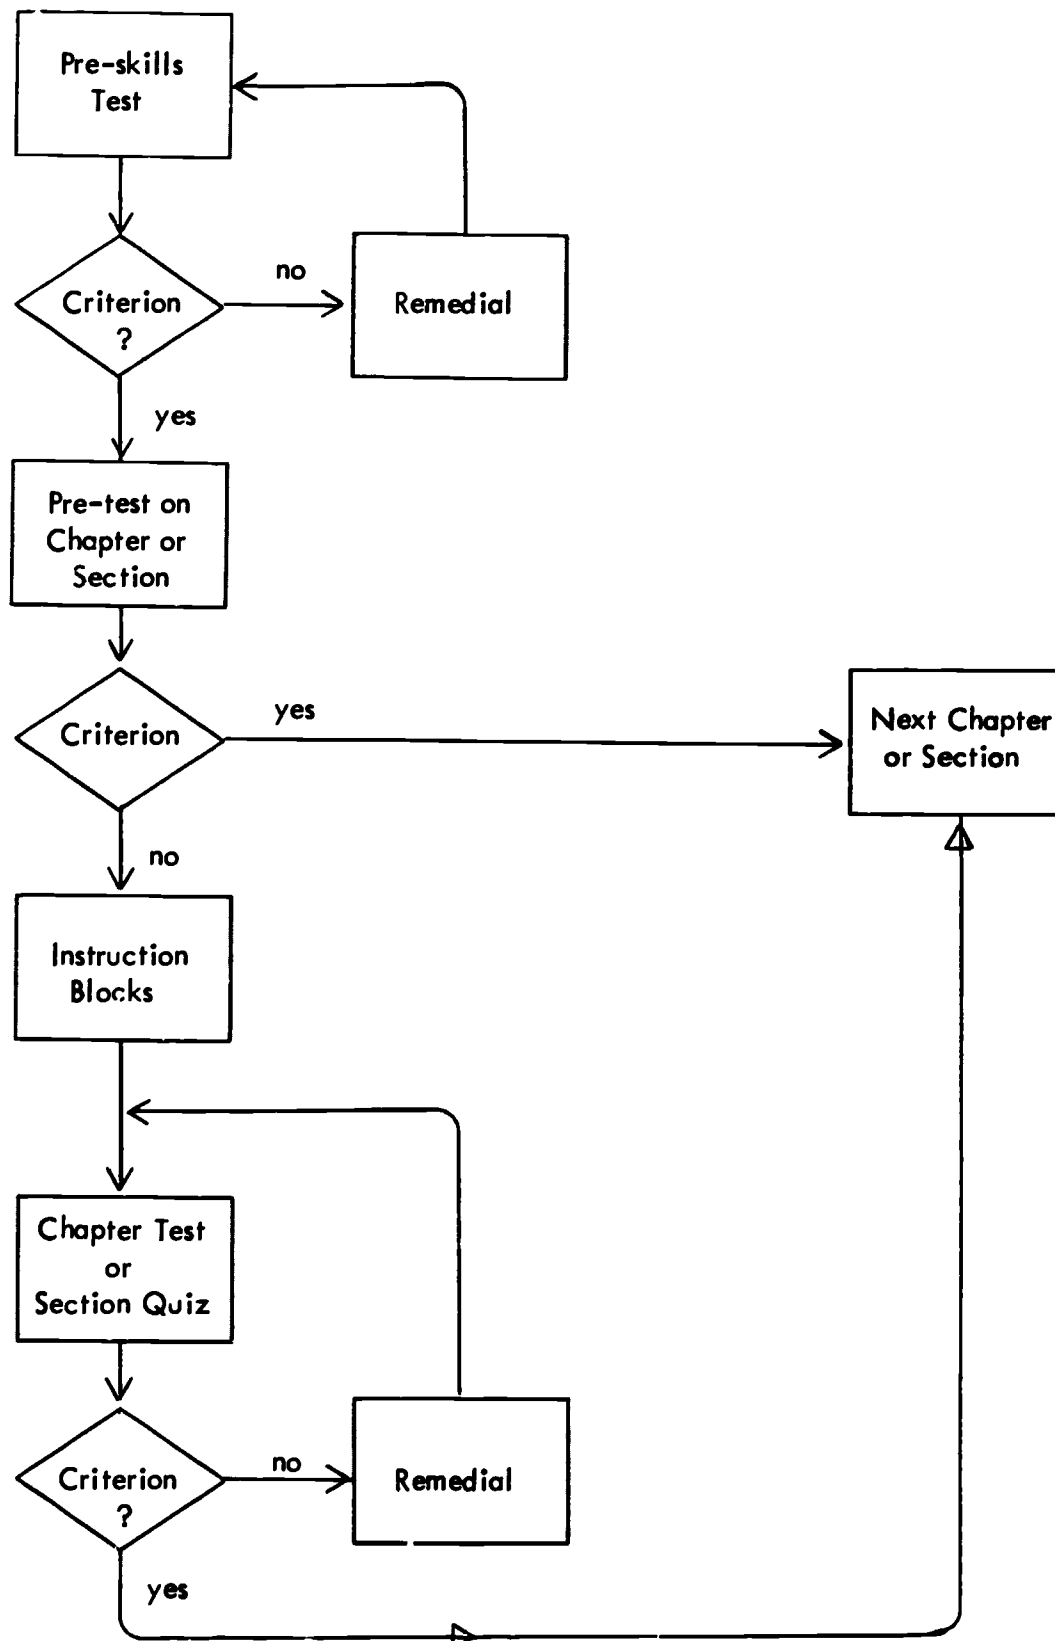 Pre-skills
Test
no
Criterion
?
Remedial
yes
Pre-test on
Chapter or
Section
Criterion
yes
Next Chapter
or Section
no
Instruction
Blocks
Chapter Test
or
Section Quiz
Criterion
?
no
Remedial
yes